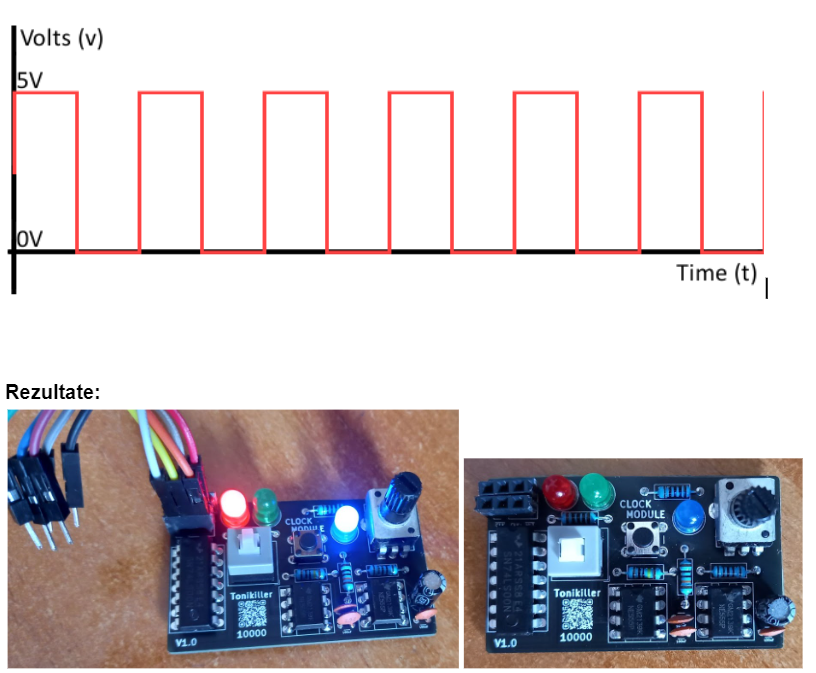 Volts (v)
5V
0V
Time (t)
Rezultate:
CLOCK
MODULE
Tonikiller
10000
V1.0
CLOCK
MODULE
Tonikiller
10000
V1.0